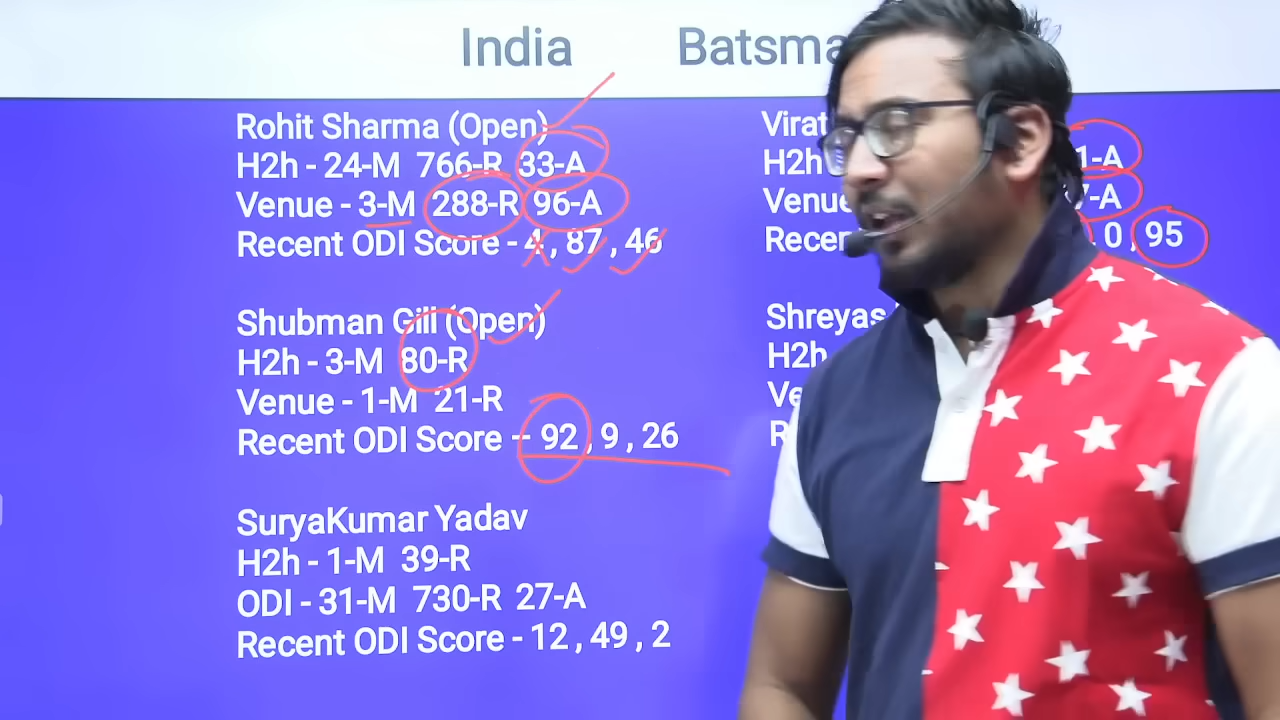 India Batsma
Rohit Sharma (Open)
H2h - 24-M 766-R 33-A
Venue - 3-M 288-R 96-A
Recent ODI Score - 4 , 87 , 46
Shubman Gill (Open)
H2h - 3-M 80-R
Venue - 1-M 21-R
Recent ODI Score - 92 , 9 , 26
SuryaKumar Yadav
H2h - 1-M 39-R
ODI - 31-M 730-R 27-A
Recent ODI Score - 12 , 49 , 2
Virat
H2h 1-A
Venue 7-A
Recen , 0 , 95
Shreyas
H2h
Ve
R